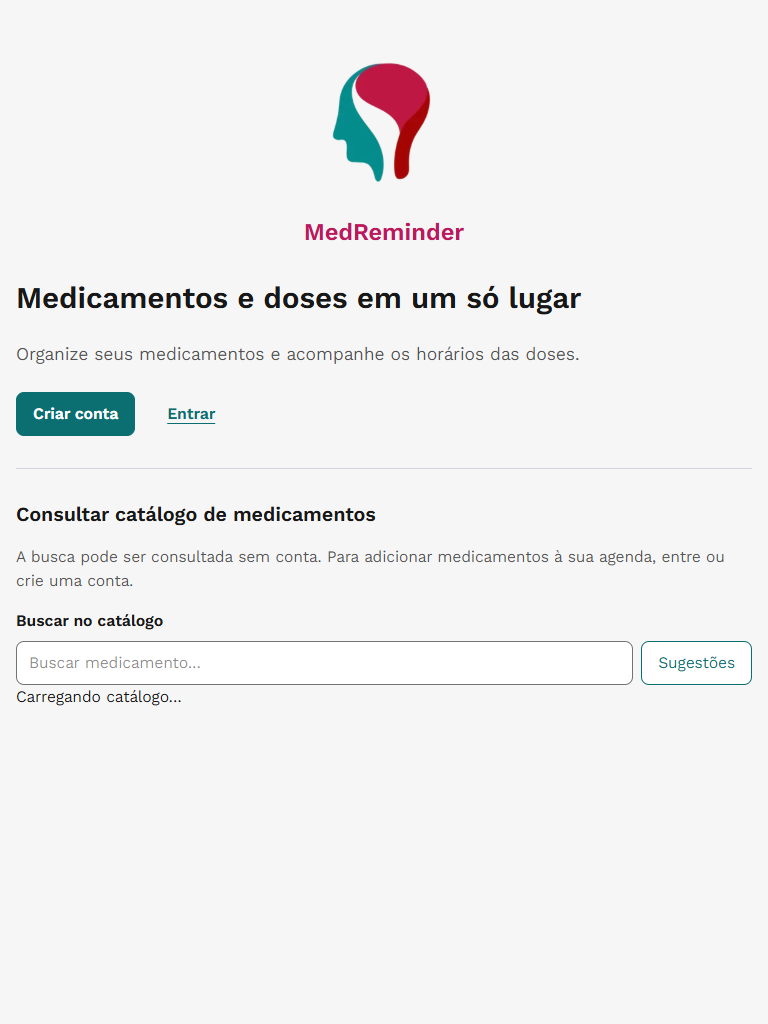 MedReminder
Medicamentos e doses em um só lugar
Organize seus medicamentos e acompanhe os horários das doses.
Criar conta
Entrar
Consultar catálogo de medicamentos
A busca pode ser consultada sem conta. Para adicionar medicamentos à sua agenda, entre ou
crie uma conta.
Buscar no catálogo
Buscar medicamento...
Sugestões
Carregando catálogo...